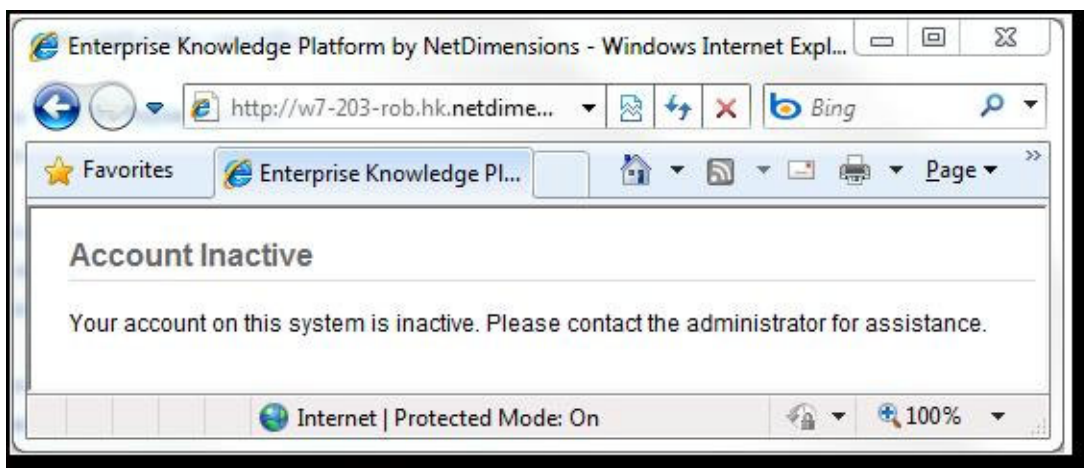 Enterprise Knowledge Platform by NetDimensions - Windows Internet Expl...
http://w7-203-rob.hk.netdime...
Bing
Favorites
Enterprise Knowledge Pl...
Page
Account Inactive
Your account on this system is inactive. Please contact the administrator for assistance.
Internet | Protected Mode: On
100%